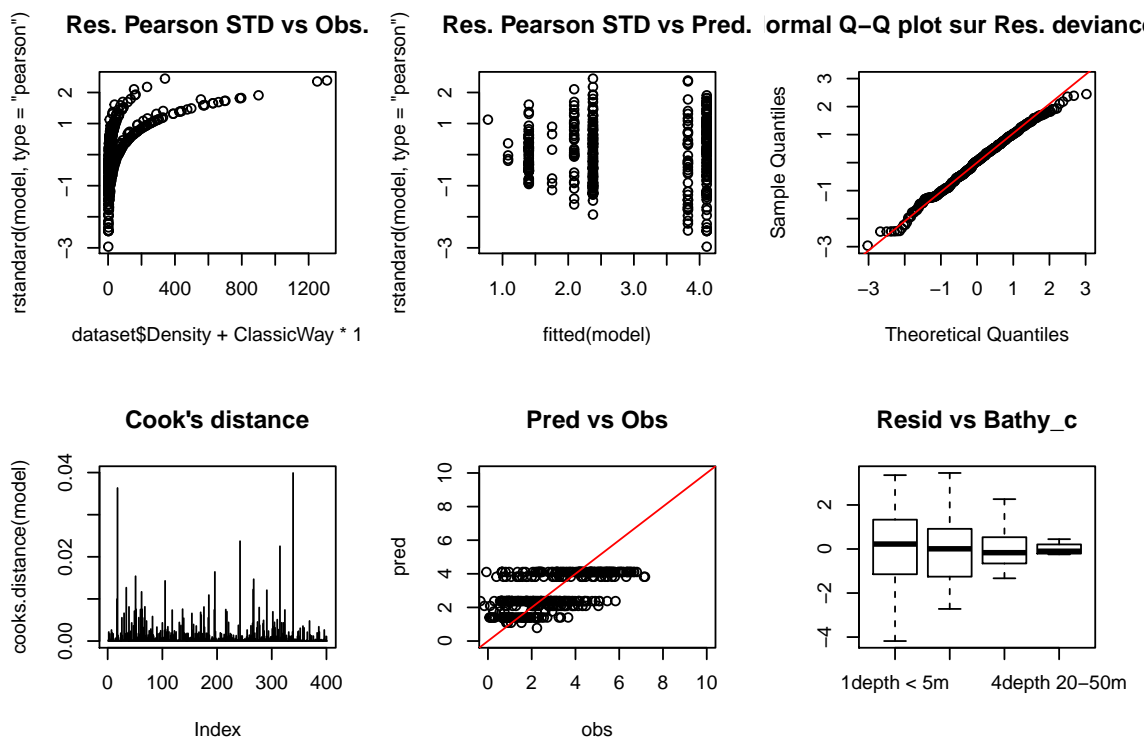 Res. Pearson STD vs Obs.
rstandard(model, type = "pearson")
2
1
−1
−3
0 400 800 1200
dataset$Density + ClassicWay * 1
Res. Pearson STD vs Pred.
rstandard(model, type = "pearson")
2
1
−1
−3
1.0 2.0 3.0 4.0
fitted(model)
ormal Q−Q plot sur Res. deviance
Sample Quantiles
3
2
1
−1
−3
−3 −1 0 1 2 3
Theoretical Quantiles
Cook's distance
cooks.distance(model)
0.04
0.02
0.00
0 100 200 300 400
Index
Pred vs Obs
pred
10
8
6
4
2
0
0 2 4 6 8 10
obs
Resid vs Bathy_c
2
0
−2
−4
1depth < 5m 4depth 20−50m